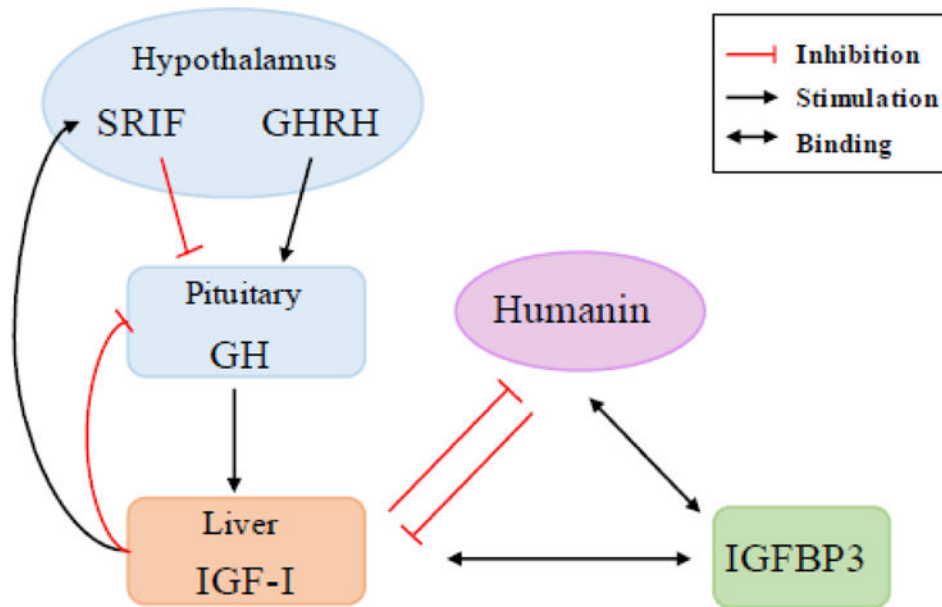 Hypothalamus
SRIF GHRH
Pituitary
GH
Liver
IGF-I
Humanin
IGFBP3
Inhibition
Stimulation
Binding